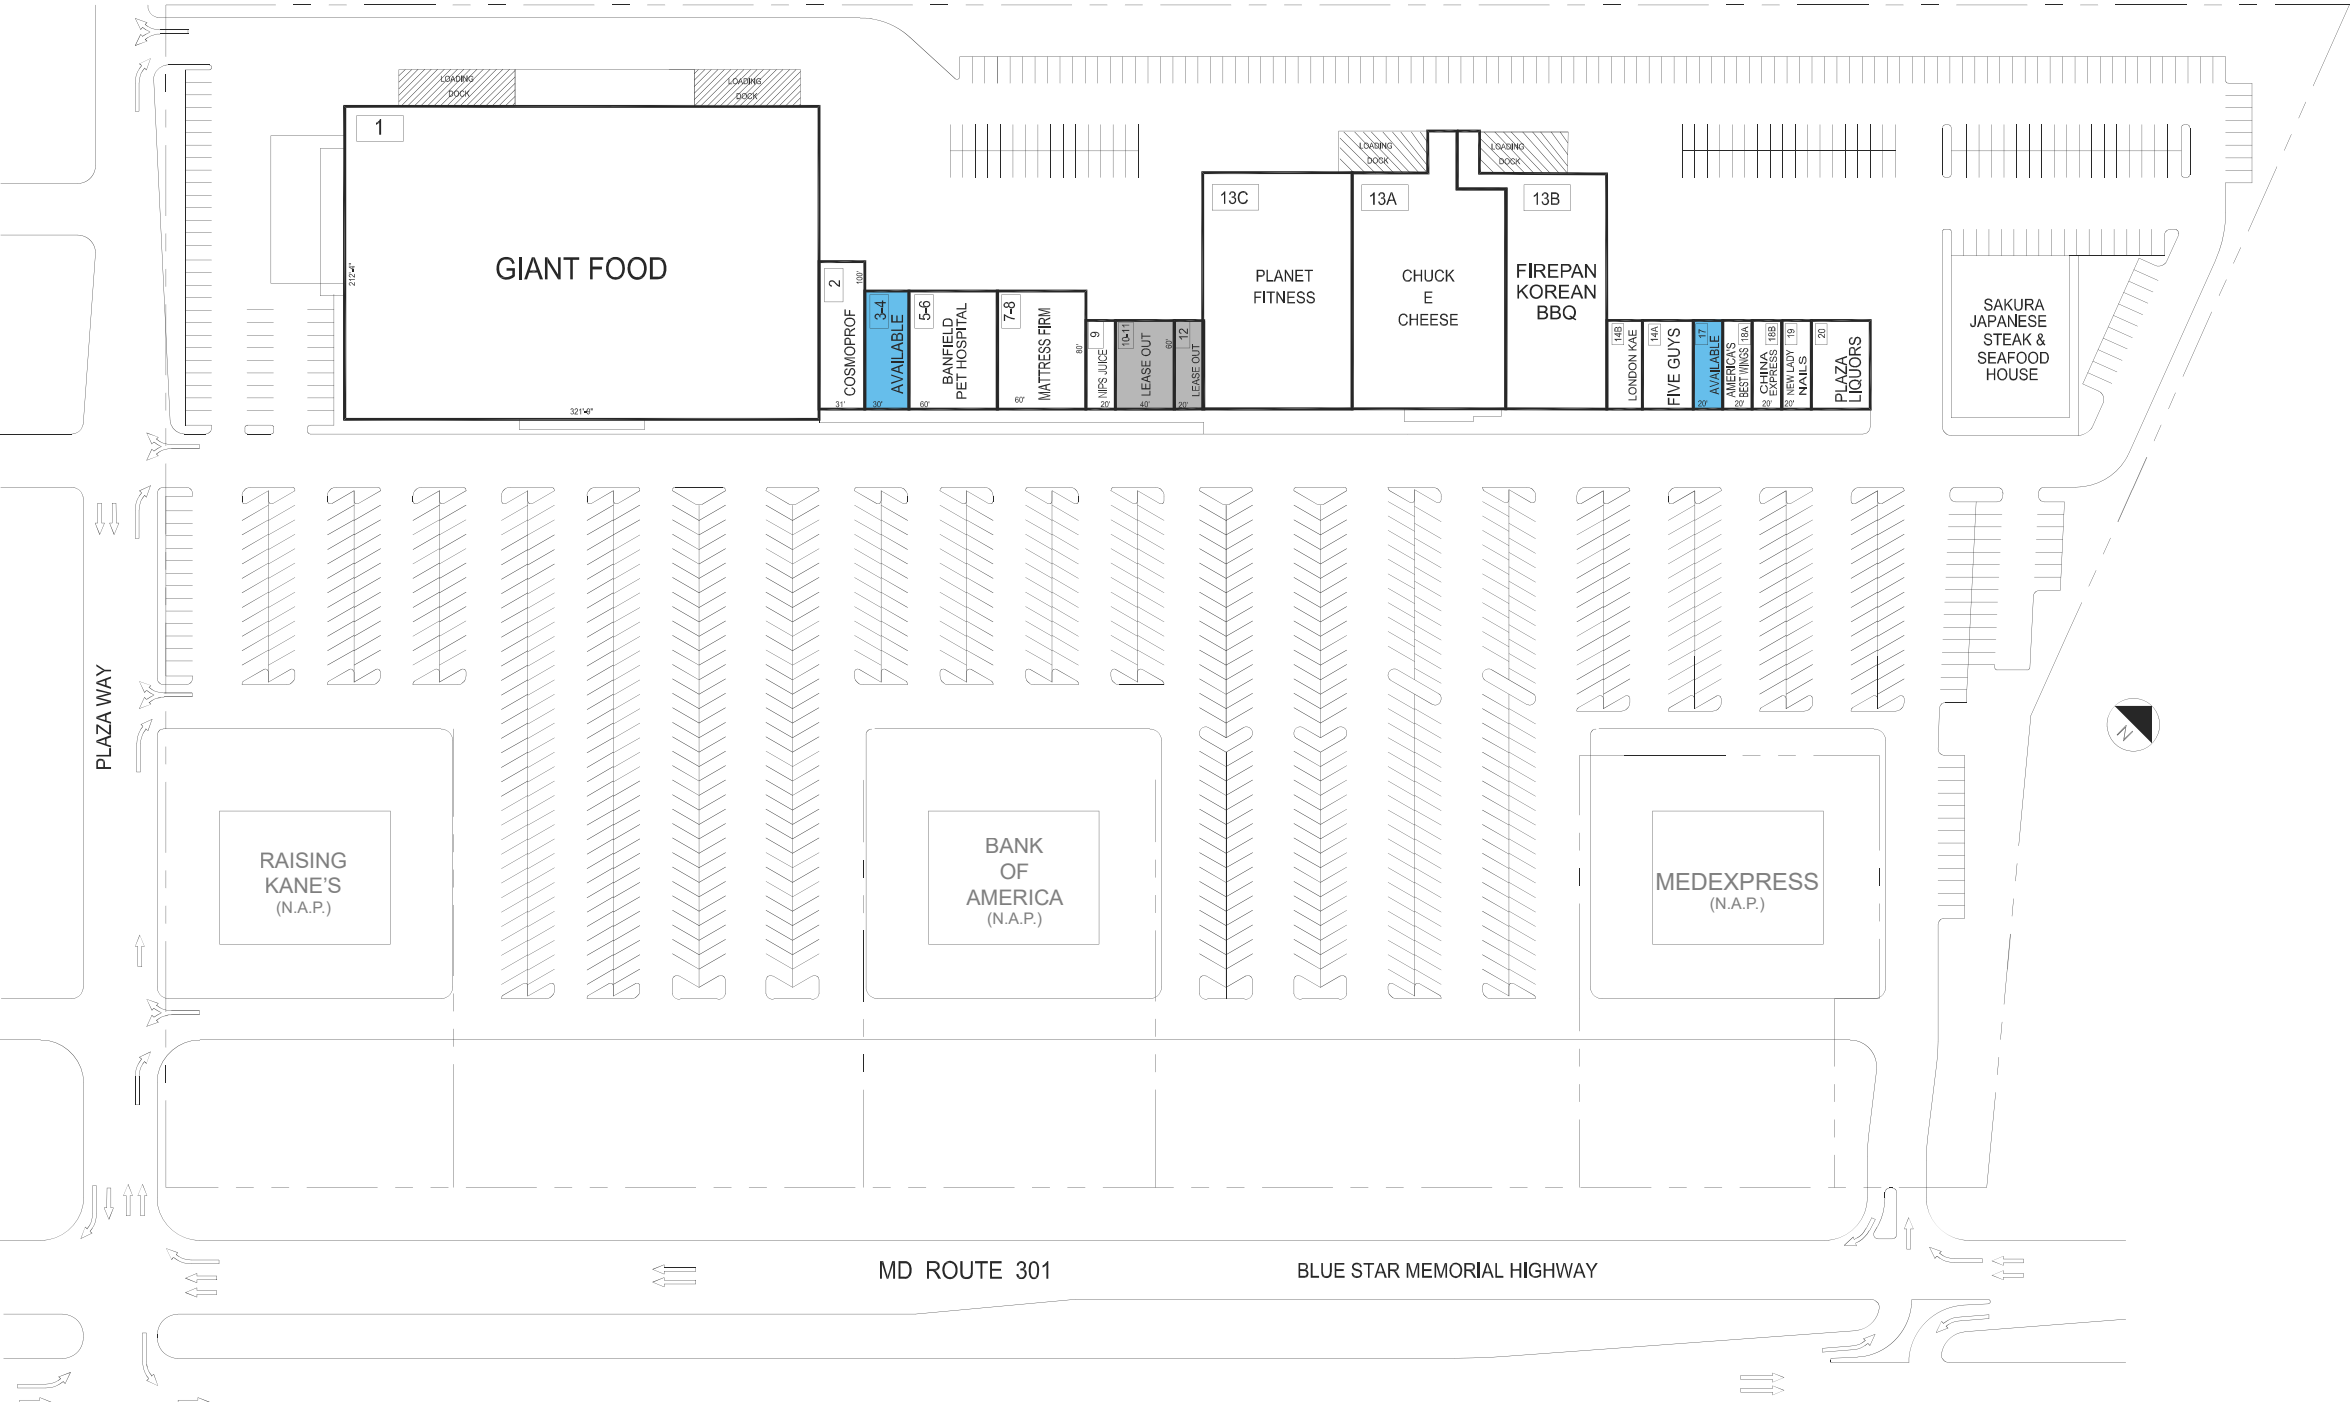 LOADING
DOCK
LOADING
DOCK
1
GIANT FOOD
212'-4"
321'-9"
LOADING
DOCK
LOADING
DOCK
13C
PLANET
FITNESS
13A
CHUCK
E
CHEESE
13B
FIREPAN
KOREAN
BBQ
2
100'
COSMOPROF
31'
3-4
AVAILABLE
30'
5-6
BANFIELD
PET HOSPITAL
60'
7-8
MATTRESS FIRM
60'
80'
9
NIPS JUICE
20'
10-11
LEASE OUT
40'
60'
12
LEASE OUT
20'
14B
LONDON KAE
14A
FIVE GUYS
17
AVAILABLE
20'
18A
AMERICA'S
BEST WINGS
20'
18B
CHINA
EXPRESS
20'
19
NEW LADY
NAILS
20'
20
PLAZA
LIQUORS
SAKURA
JAPANESE
STEAK &
SEAFOOD
HOUSE
PLAZA WAY
N
RAISING
KANE'S
(N.A.P.)
BANK
OF
AMERICA
(N.A.P.)
MEDEXPRESS
(N.A.P.)
MD ROUTE 301
BLUE STAR MEMORIAL HIGHWAY